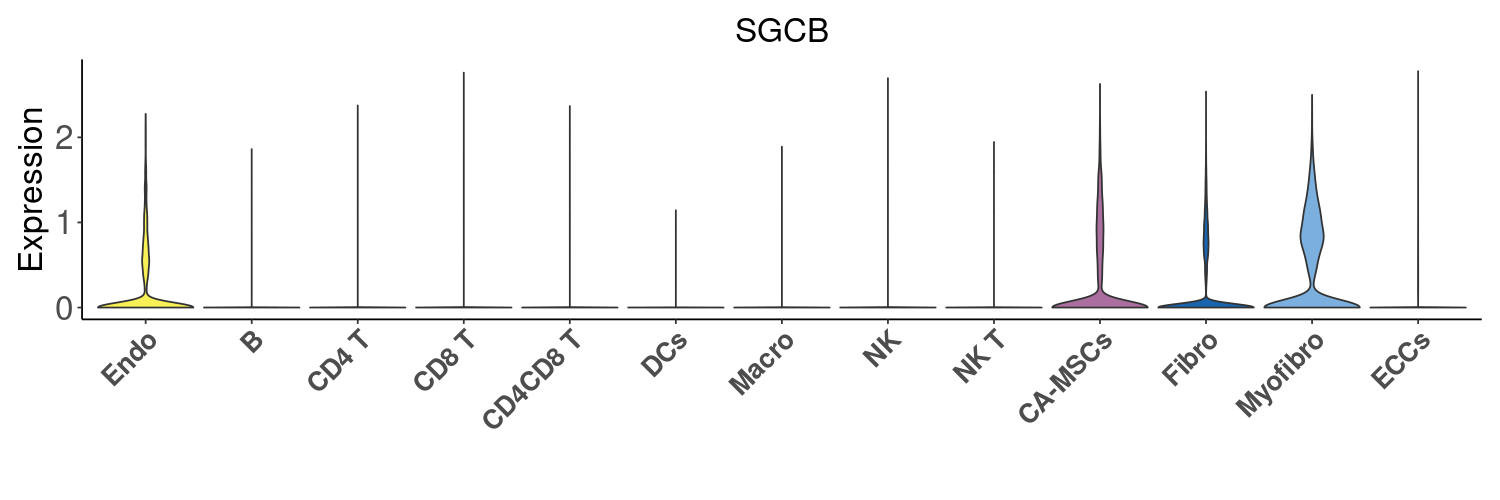 SGCB
Expression
2
1
0
Endo
B
CD4 T
CD8 T
CD4CD8 T
DCs
Macro
NK
NK T
CA-MSCs
Fibro
Myofibro
ECCs